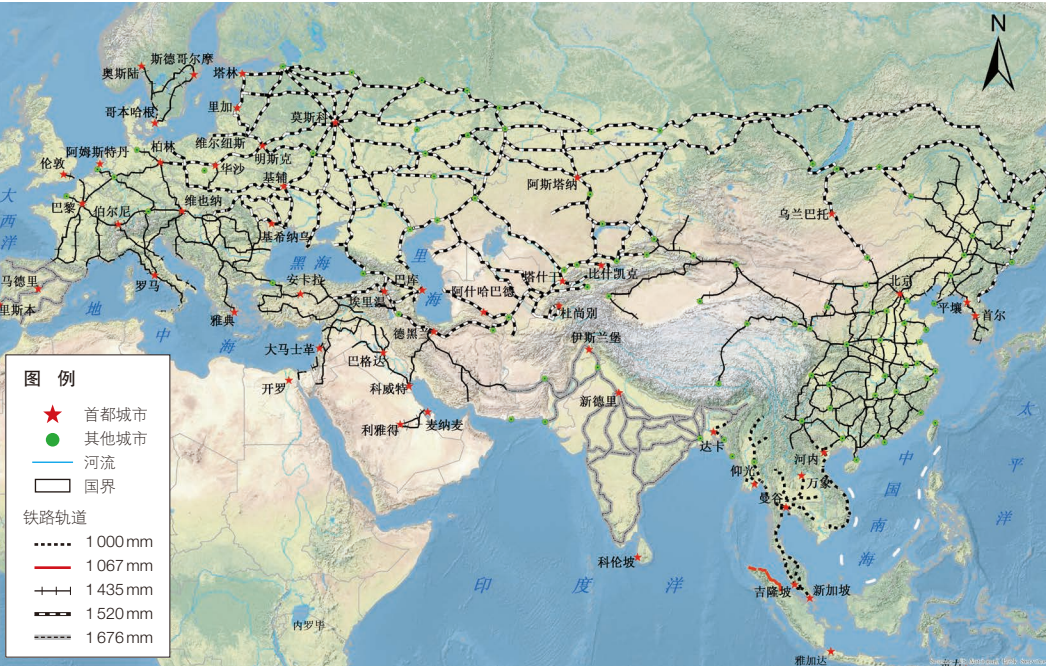 N
斯德哥尔摩
奥斯陆
塔林
哥本哈根
里加
莫斯科
维尔纽斯
阿姆斯特丹
柏林
明斯克
伦敦
华沙
基辅
阿斯塔纳
大西洋
巴黎
伯尔尼
维也纳
乌兰巴托
基希纳乌
黑海
里海
马德里
罗马
安卡拉
巴库
塔什干
比什凯克
北京
里斯本
地中海
埃里温
阿什哈巴德
杜尚别
平壤
首尔
雅典
德黑兰
伊斯兰堡
大马士革
巴格达
开罗
科威特
新德里
太平洋
利雅得
麦纳麦
达卡
河内
中国南海
仰光
万象
曼谷
科伦坡
印度洋
吉隆坡
新加坡
内罗毕
雅加达
图例
首都城市
其他城市
河流
国界
铁路轨道
1 000 mm
1 067 mm
1 435 mm
1 520 mm
1 676 mm